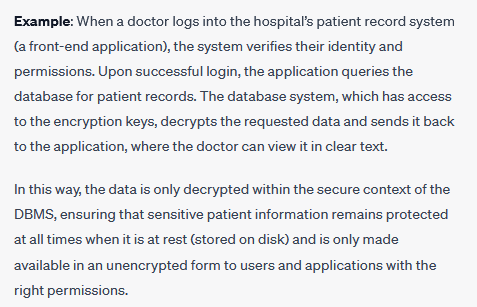 Example: When a doctor logs into the hospital's patient record system
(a front-end application), the system verifies their identity and
permissions. Upon successful login, the application queries the
database for patient records. The database system, which has access
to the encryption keys, decrypts the requested data and sends it back
to the application, where the doctor can view it in clear text.
In this way, the data is only decrypted within the secure context of the
DBMS, ensuring that sensitive patient information remains protected
at all times when it is at rest (stored on disk) and is only made
available in an unencrypted form to users and applications with the
right permissions.